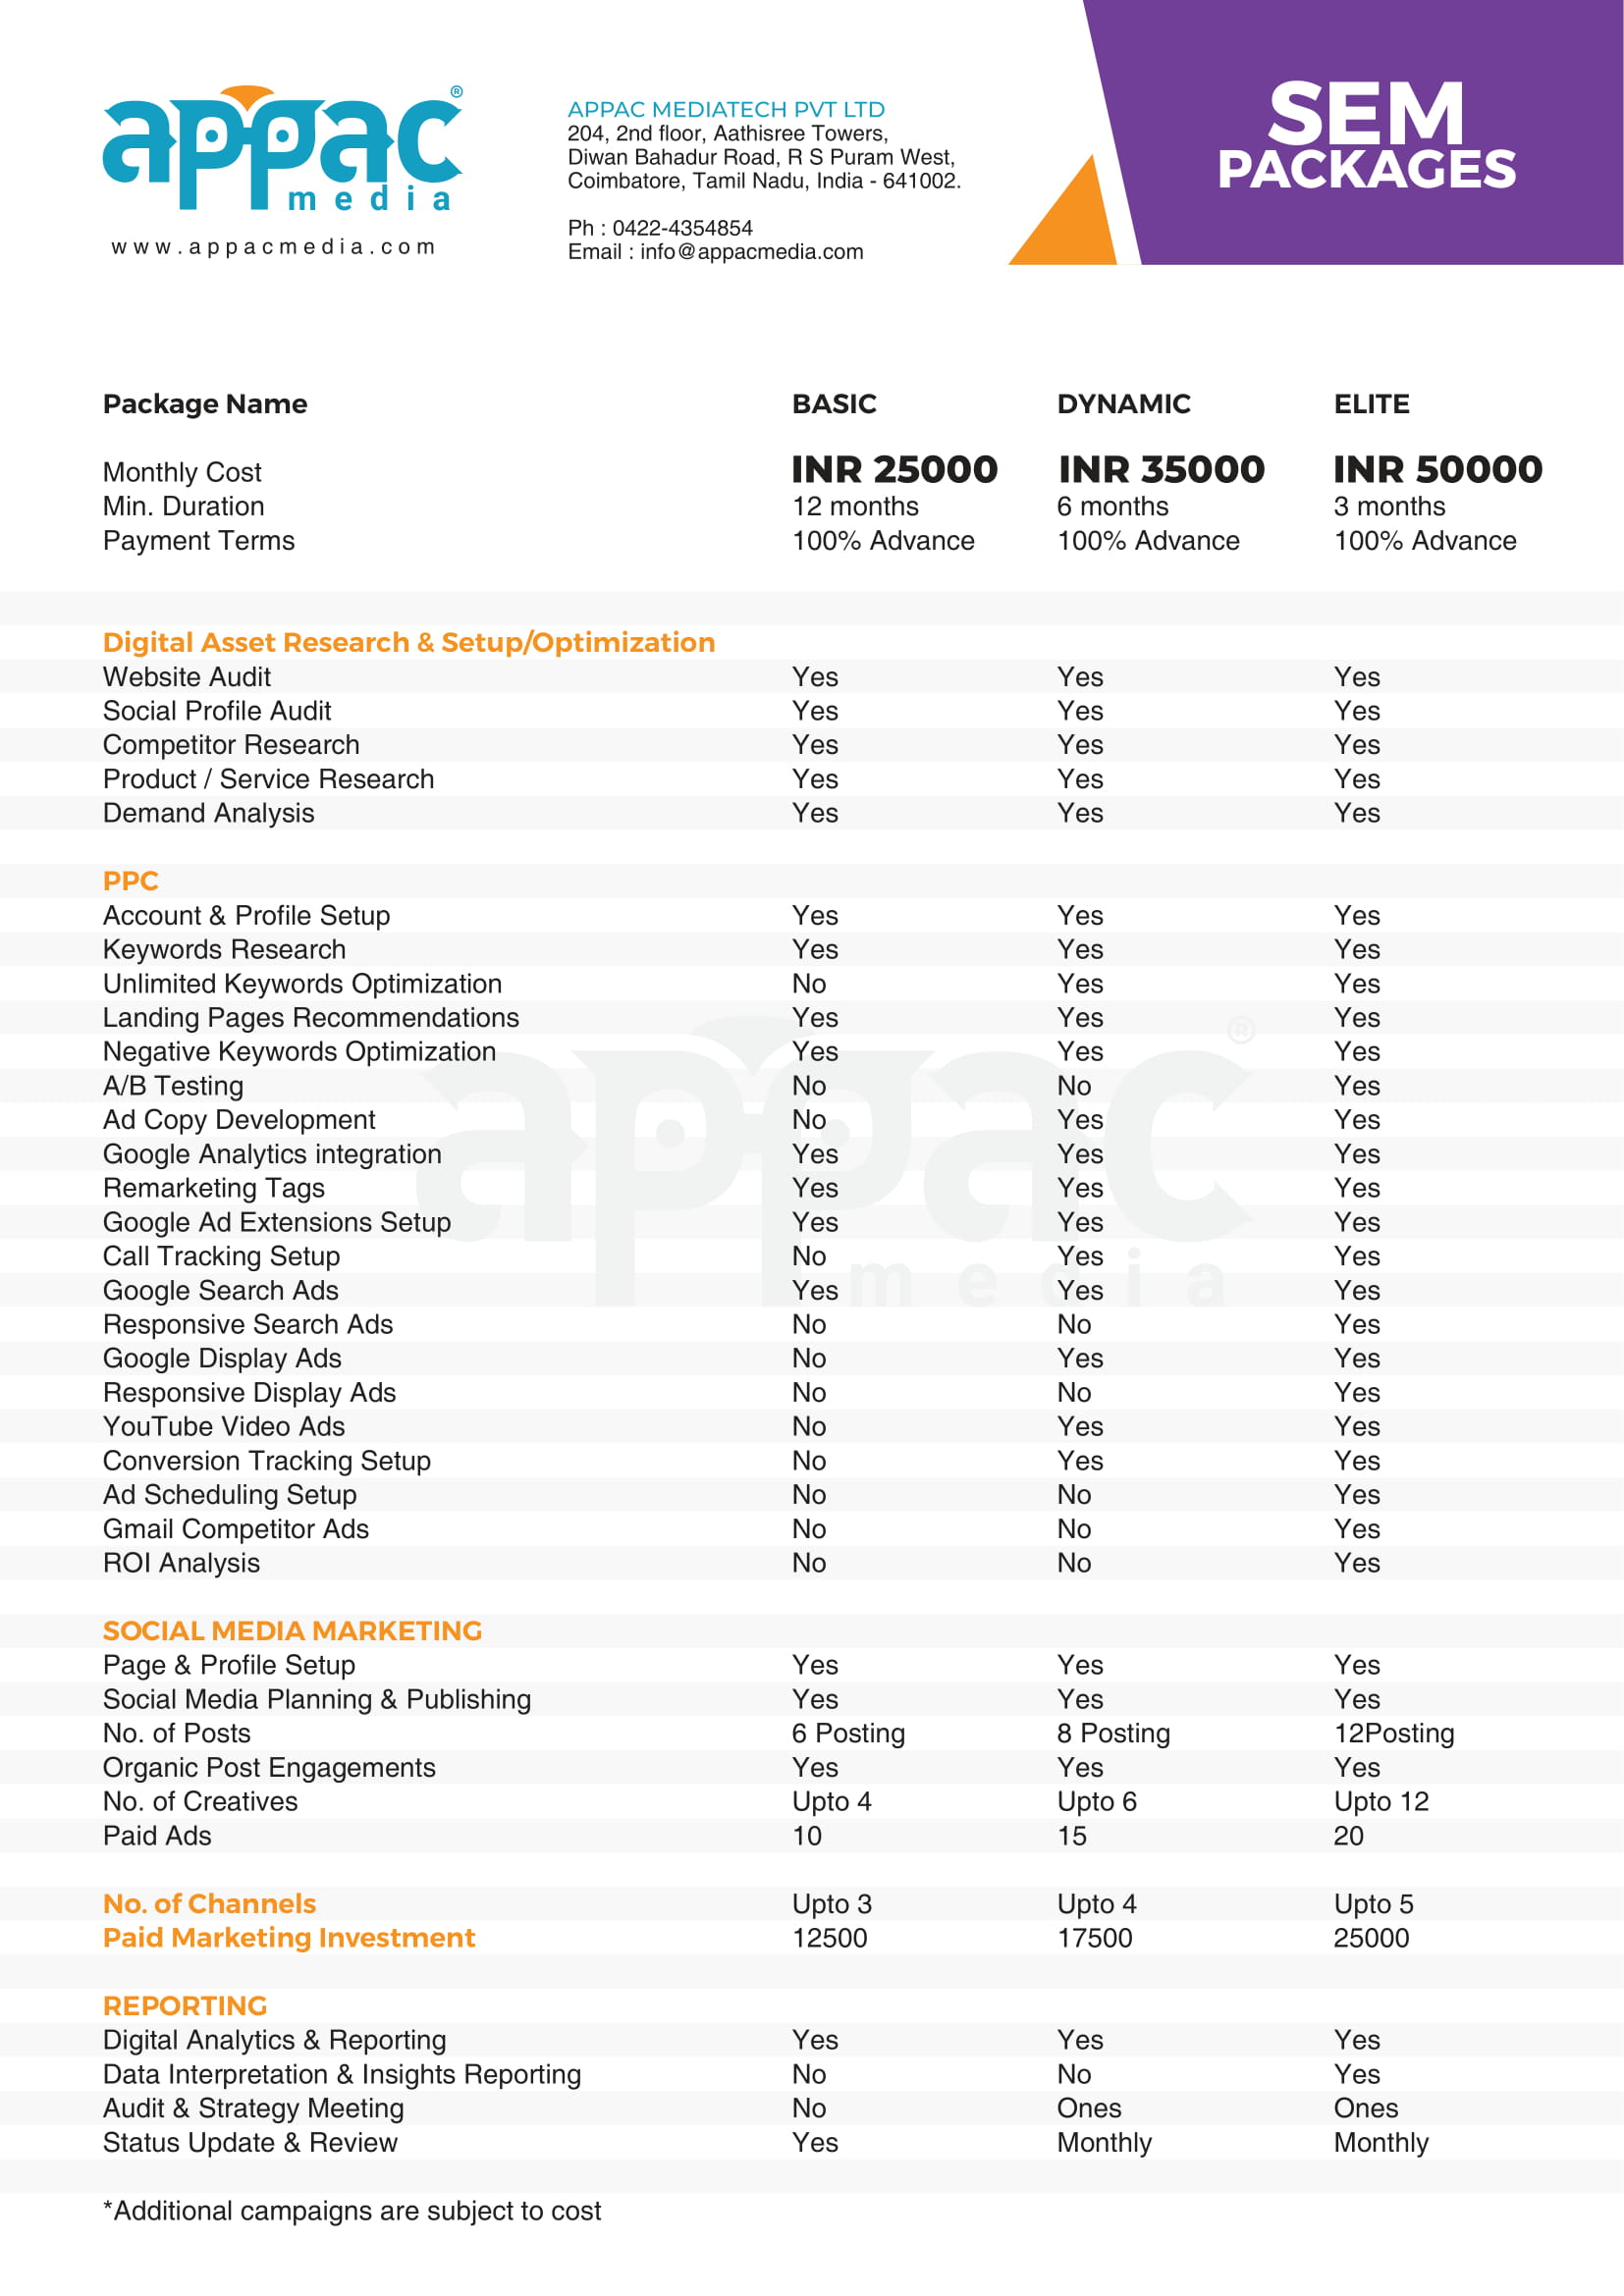 appac®
media
www.appacmedia.com
APPAC MEDIATECH PVT LTD
204, 2nd floor, Aathisree Towers,
Diwan Bahadur Road, R S Puram West,
Coimbatore, Tamil Nadu, India - 641002.
Ph : 0422-4354854
Email : info@appacmedia.com
SEM
PACKAGES
Package Name BASIC DYNAMIC ELITE
Monthly Cost INR 25000 INR 35000 INR 50000
Min. Duration 12 months 6 months 3 months
Payment Terms 100% Advance 100% Advance 100% Advance
Digital Asset Research & Setup/Optimization
Website Audit Yes Yes Yes
Social Profile Audit Yes Yes Yes
Competitor Research Yes Yes Yes
Product / Service Research Yes Yes Yes
Demand Analysis Yes Yes Yes
PPC
Account & Profile Setup Yes Yes Yes
Keywords Research Yes Yes Yes
Unlimited Keywords Optimization No Yes Yes
Landing Pages Recommendations Yes Yes Yes
Negative Keywords Optimization Yes Yes Yes
A/B Testing No No Yes
Ad Copy Development No Yes Yes
Google Analytics integration Yes Yes Yes
Remarketing Tags Yes Yes Yes
Google Ad Extensions Setup Yes Yes Yes
Call Tracking Setup No Yes Yes
Google Search Ads Yes Yes Yes
Responsive Search Ads No No Yes
Google Display Ads No Yes Yes
Responsive Display Ads No No Yes
YouTube Video Ads No Yes Yes
Conversion Tracking Setup No Yes Yes
Ad Scheduling Setup No No Yes
Gmail Competitor Ads No No Yes
ROI Analysis No No Yes
appac®
media
SOCIAL MEDIA MARKETING
Page & Profile Setup Yes Yes Yes
Social Media Planning & Publishing Yes Yes Yes
No. of Posts 6 Posting 8 Posting 12Posting
Organic Post Engagements Yes Yes Yes
No. of Creatives Upto 4 Upto 6 Upto 12
Paid Ads 10 15 20
No. of Channels Upto 3 Upto 4 Upto 5
Paid Marketing Investment 12500 17500 25000
REPORTING
Digital Analytics & Reporting Yes Yes Yes
Data Interpretation & Insights Reporting No No Yes
Audit & Strategy Meeting No Ones Ones
Status Update & Review Yes Monthly Monthly
*Additional campaigns are subject to cost